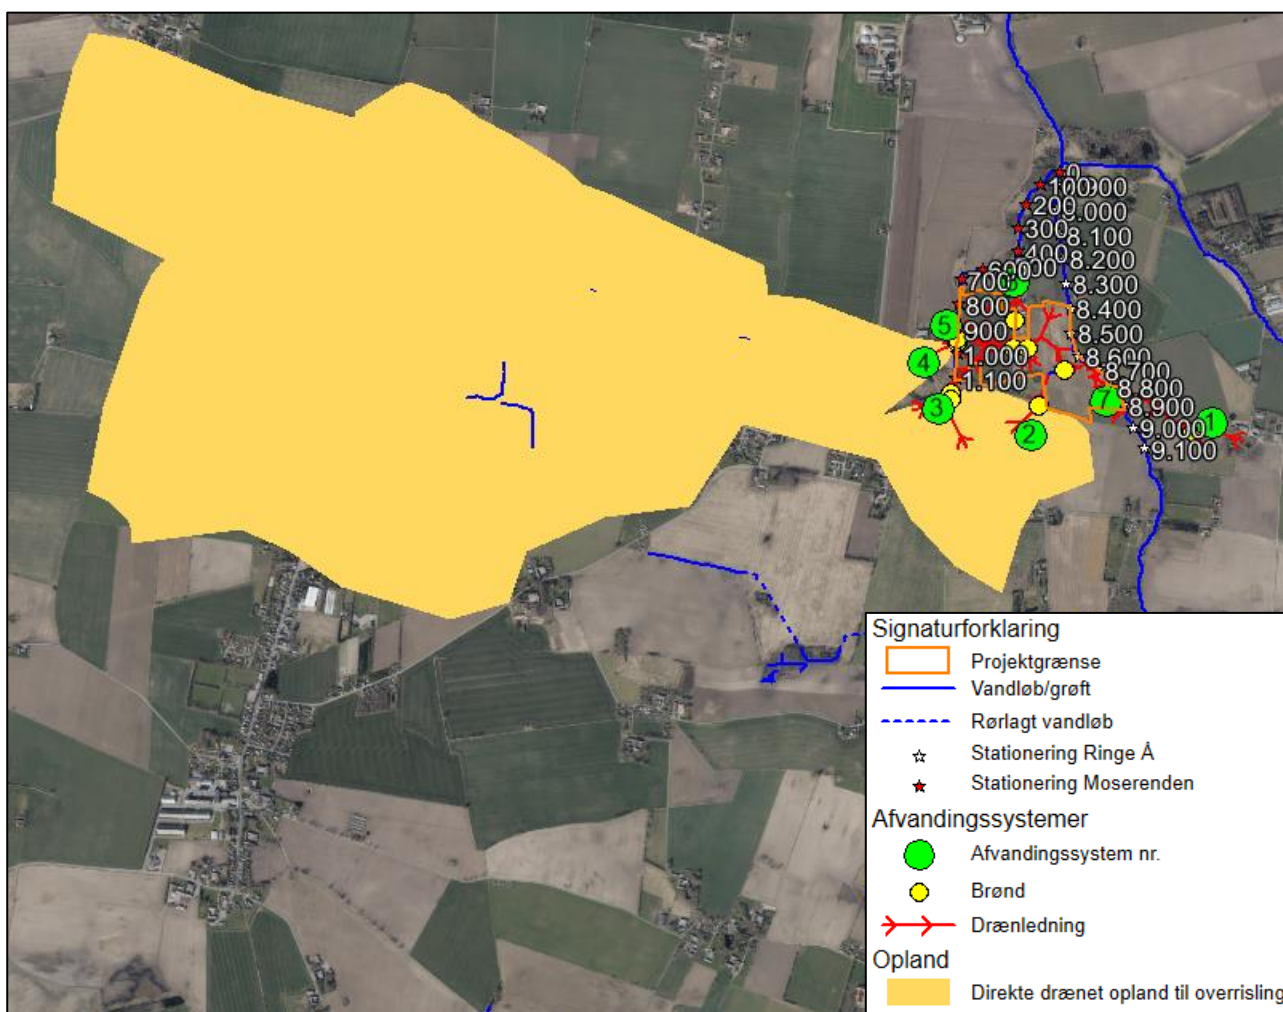 0
100
900
200
9.000
300
8.100
400
8.200
600
700
8.300
800
8.400
5
900
8.500
4
1.000
8.600
1.100
8.700
8.800
3
7
8.900
1
2
9.000
9.100
Signaturforklaring
Projektgrænse
Vandløb/grøft
Rørlagt vandløb
Stationering Ringe Å
Stationering Moserenden
Afvandingssystemer
Afvandingssystem nr.
Brønd
Drænledning
Opland
Direkte drænet opland til overrisling